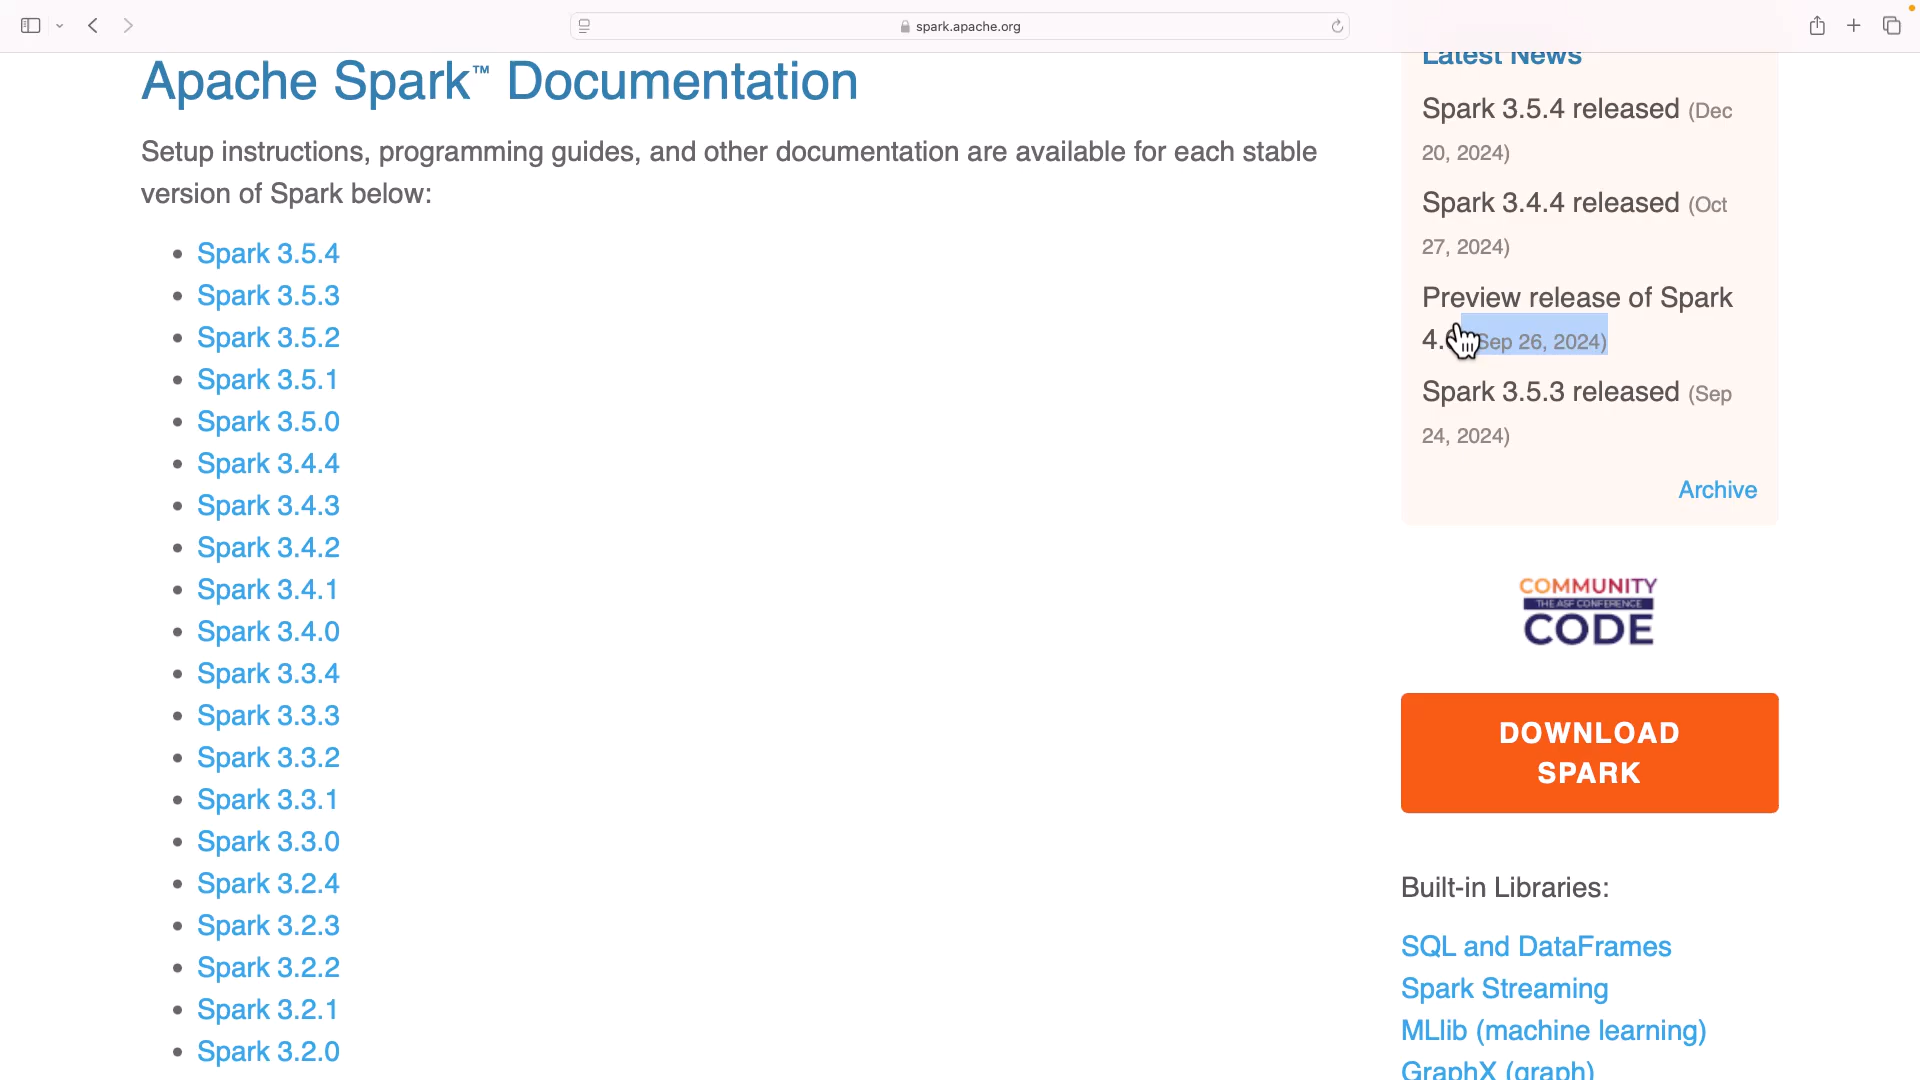 spark.apache.org
Apache Spark™ Documentation
Setup instructions, programming guides, and other documentation are available for each stable
version of Spark below:
• Spark 3.5.4
• Spark 3.5.3
• Spark 3.5.2
• Spark 3.5.1
• Spark 3.5.0
• Spark 3.4.4
• Spark 3.4.3
• Spark 3.4.2
• Spark 3.4.1
• Spark 3.4.0
• Spark 3.3.4
• Spark 3.3.3
• Spark 3.3.2
• Spark 3.3.1
• Spark 3.3.0
• Spark 3.2.4
• Spark 3.2.3
• Spark 3.2.2
• Spark 3.2.1
• Spark 3.2.0
Latest News
Spark 3.5.4 released (Dec
20, 2024)
Spark 3.4.4 released (Oct
27, 2024)
Preview release of Spark
4. Sep 26, 2024)
Spark 3.5.3 released (Sep
24, 2024)
Archive
COMMUNITY
THE ASF CONFERENCE
CODE
DOWNLOAD
SPARK
Built-in Libraries:
SQL and DataFrames
Spark Streaming
MLlib (machine learning)
GraphX (graph)